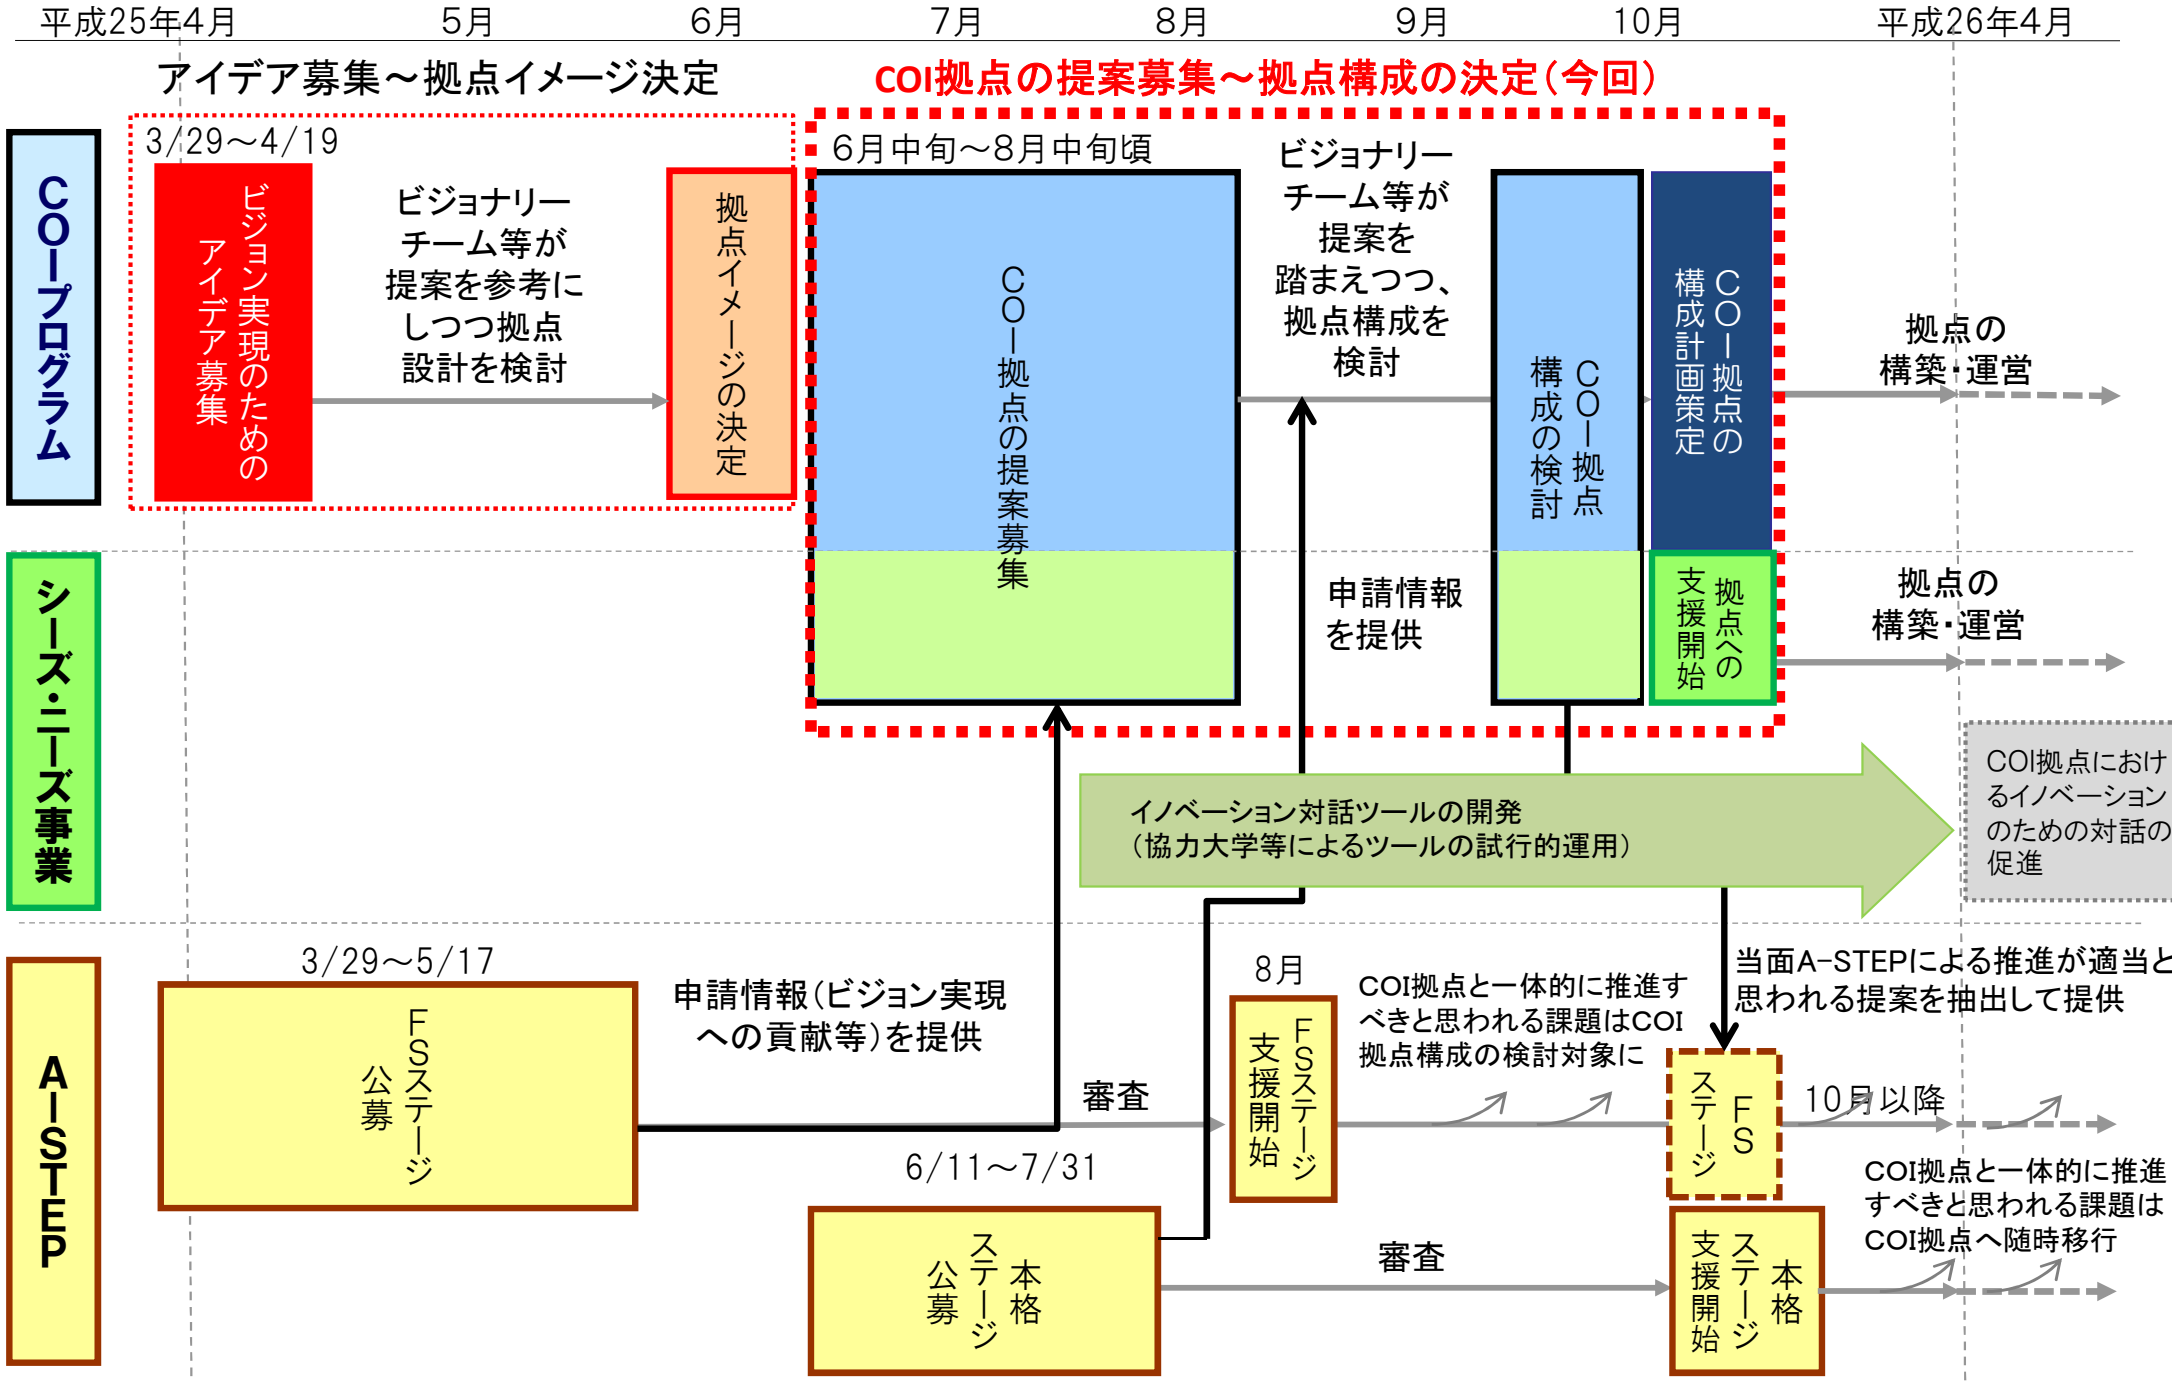 平成25年4月
5月
6月
7月
8月
9月
10月
平成26年4月
アイデア募集～拠点イメージ決定
COI拠点の提案募集～拠点構成の決定(今回)
COIプログラム
3/29～4/19
ビジョン実現のための
アイデア募集
ビジョナリー
チーム等が
提案を参考に
しつつ拠点
設計を検討
拠点イメージの決定
6月中旬～8月中旬頃
COI拠点の提案募集
ビジョナリー
チーム等が
提案を
踏まえつつ、
拠点構成を
検討
COI拠点
構成の検討
COI拠点の
構成計画策定
拠点の
構築・運営
シーズ・ニーズ事業
申請情報
を提供
拠点への
支援開始
拠点の
構築・運営
イノベーション対話ツールの開発
(協力大学等によるツールの試行的運用)
COI拠点におけ
るイノベーション
のための対話の
促進
A-STEP
3/29～5/17
FSステージ
公募
申請情報(ビジョン実現
への貢献等)を提供
審査
8月
FSステージ
支援開始
COI拠点と一体的に推進す
べきと思われる課題はCOI
拠点構成の検討対象に
当面A-STEPによる推進が適当と
思われる提案を抽出して提供
FS
ステージ
10月以降
6/11～7/31
本格
ステージ
公募
審査
本格
ステージ
支援開始
COI拠点と一体的に推進
すべきと思われる課題は
COI拠点へ随時移行